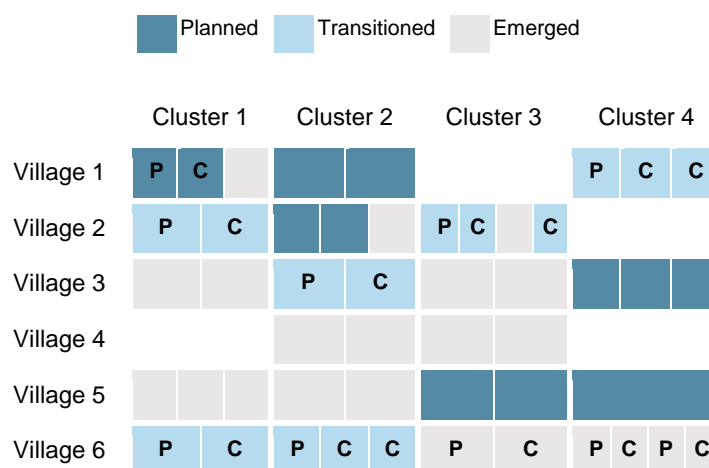 Planned Transitioned Emerged
Cluster 1 Cluster 2 Cluster 3 Cluster 4
Village 1 P C P C C
Village 2 P C P C C
Village 3 P C
Village 4
Village 5
Village 6 P C P C C P C P C P C